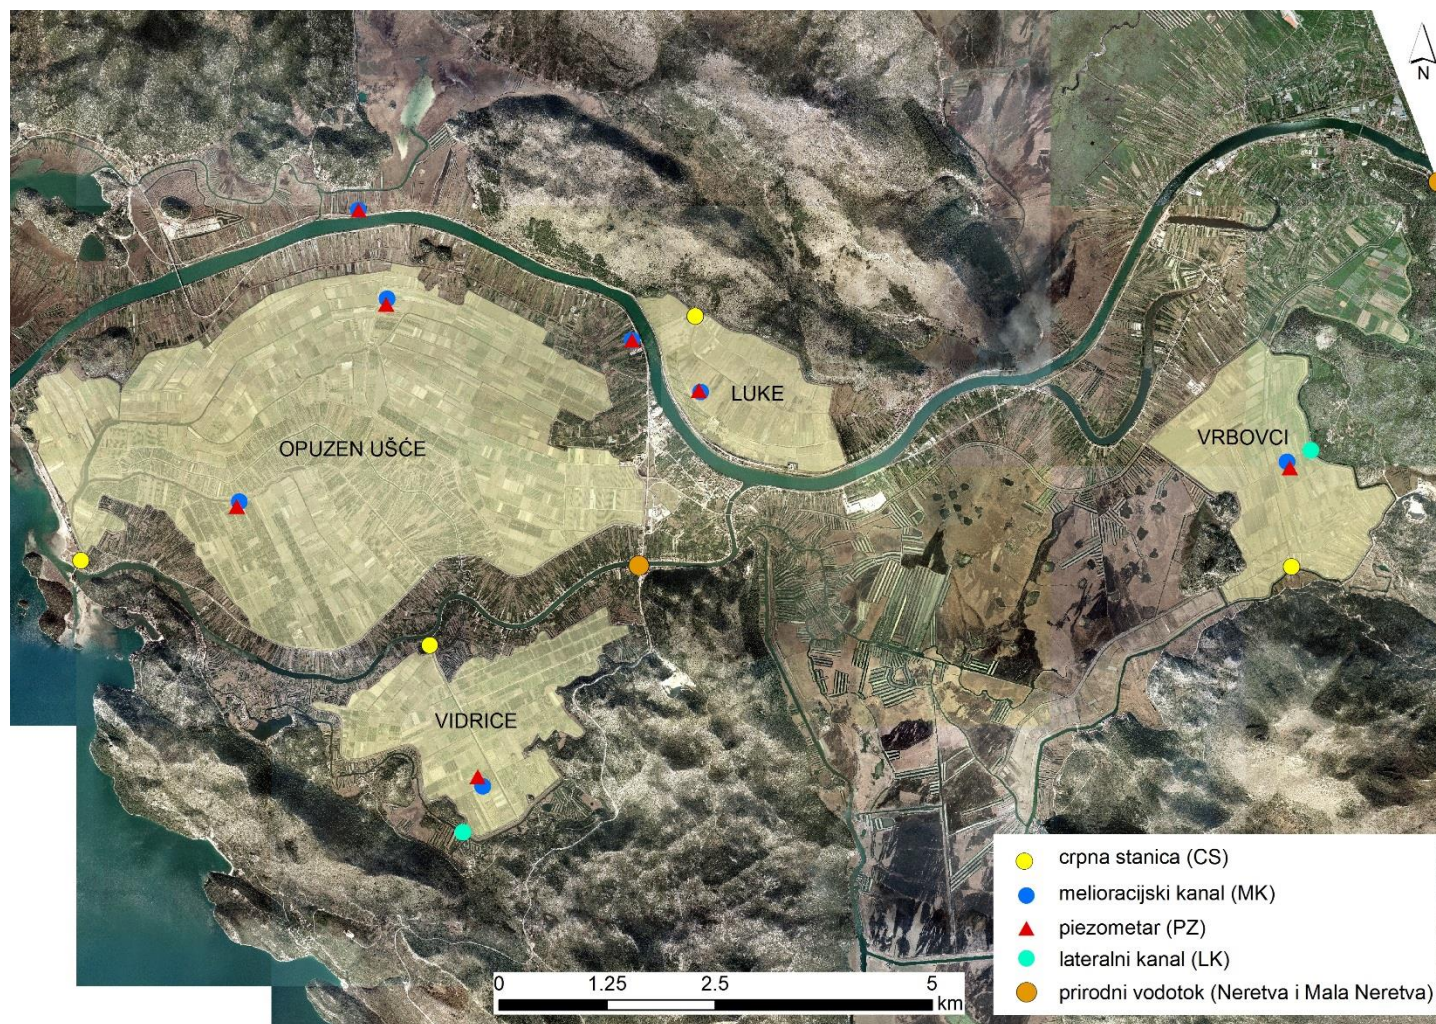 N
LUKE
VRBOVCI
OPUZEN UŠĆE
VIDRICE
crpna stanica (CS)
melioracijski kanal (MK)
piezometar (PZ)
lateralni kanal (LK)
prirodni vodotok (Neretva i Mala Neretva)
0 1.25 2.5 5
km